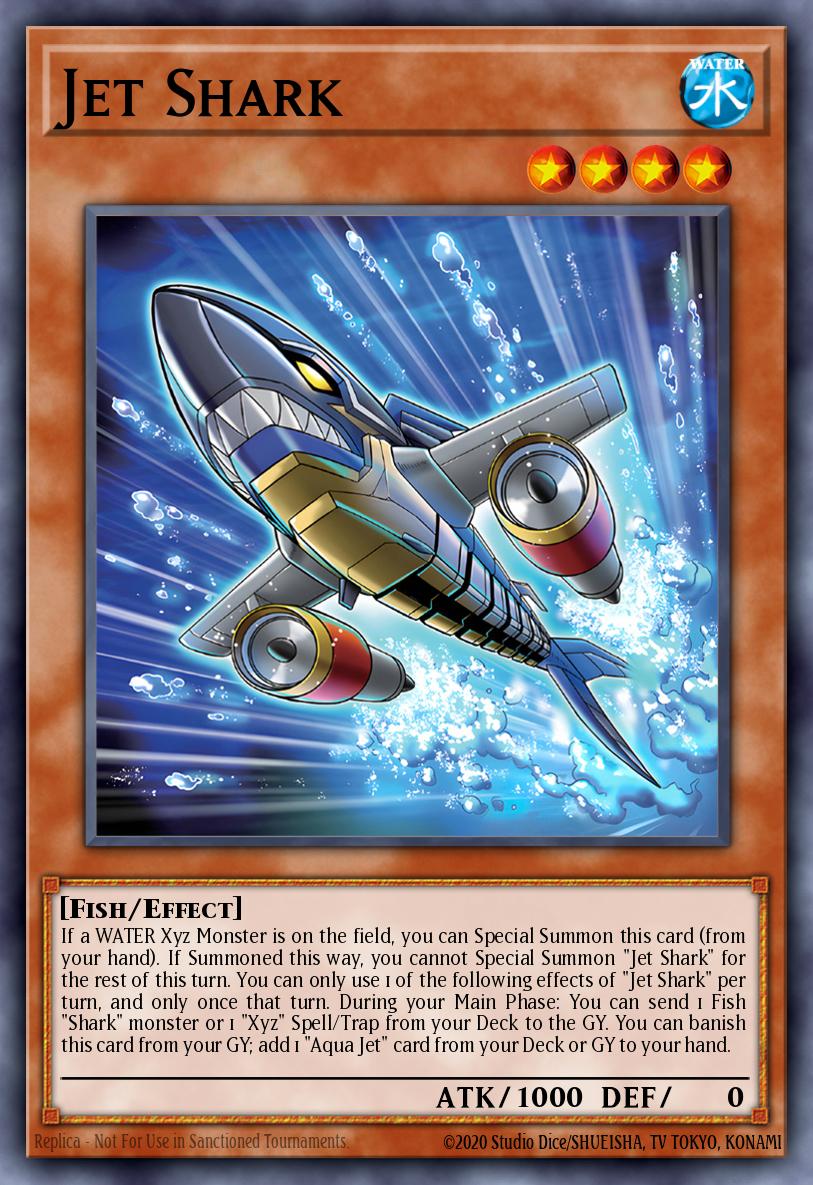 Jet Shark
WATER
水
[Fish/Effect]
If a WATER Xyz Monster is on the field, you can Special Summon this card (from
your hand). If Summoned this way, you cannot Special Summon "Jet Shark" for
the rest of this turn. You can only use 1 of the following effects of "Jet Shark" per
turn, and only once that turn. During your Main Phase: You can send 1 Fish
"Shark" monster or 1 "Xyz" Spell/Trap from your Deck to the GY. You can banish
this card from your GY; add 1 "Aqua Jet" card from your Deck or GY to your hand.
ATK/1000 DEF/ 0
Replica - Not For Use in Sanctioned Tournaments.
©2020 Studio Dice/SHUEISHA, TV TOKYO, KONAMI